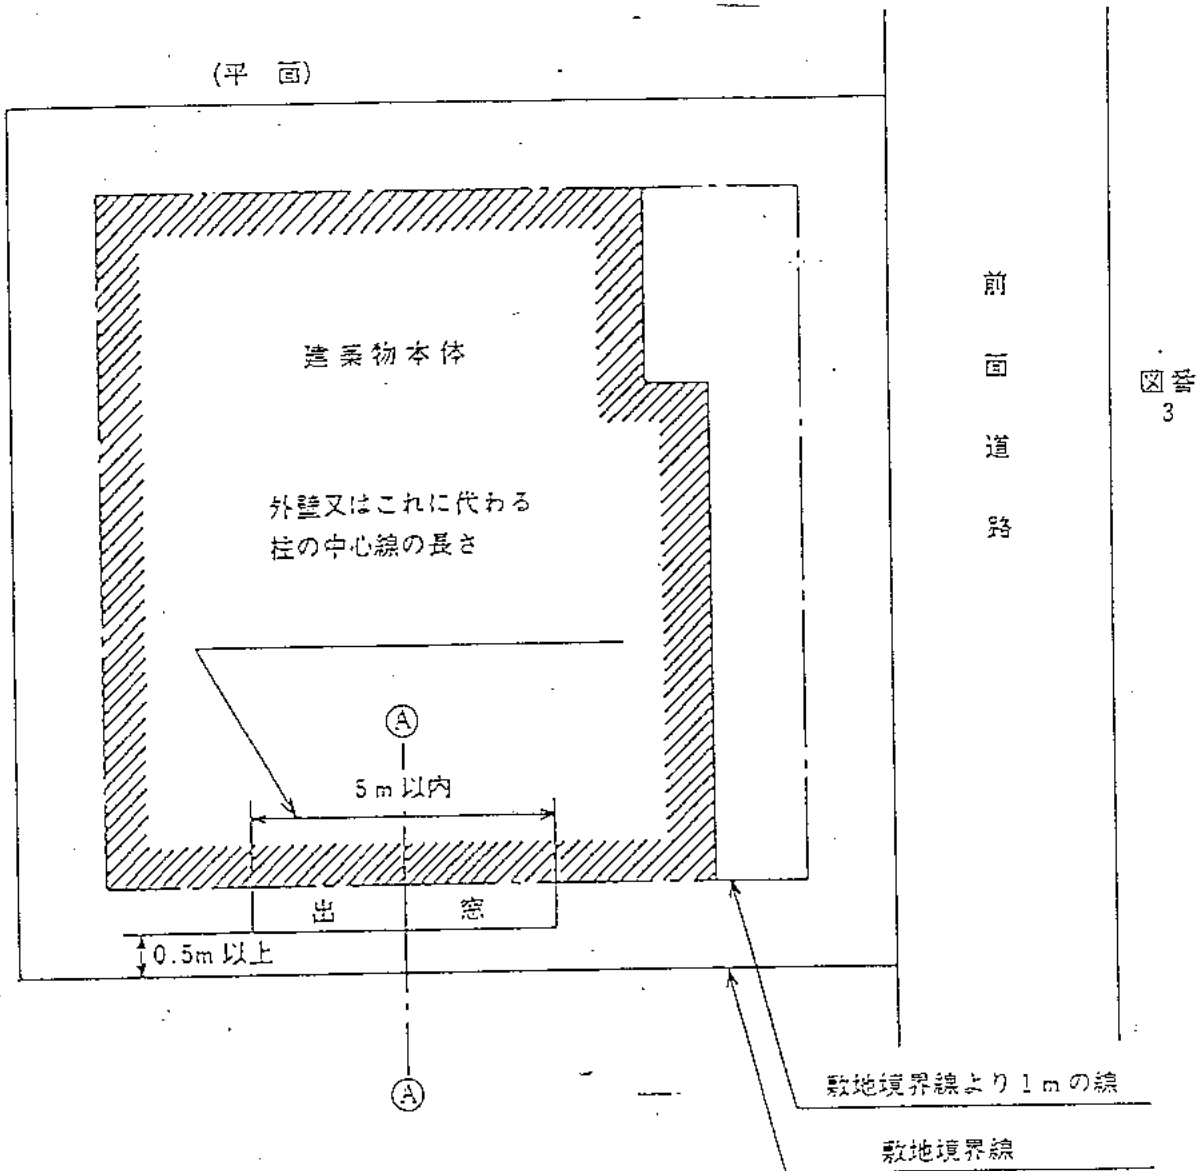 (平 面)
建築物本体
外壁又はこれに代わる
柱の中心線の長さ
Ⓐ
5m以内
出 窓
0.5m以上
Ⓐ
前面道路
図番
3
敷地境界線より1mの線
敷地境界線